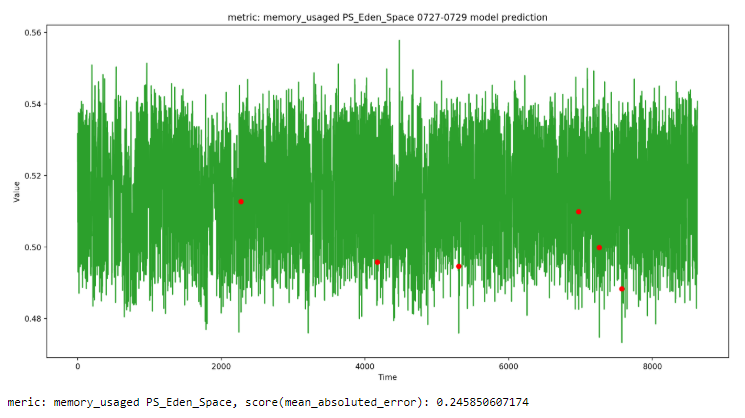 metric: memory_usaged PS_Eden_Space 0727-0729 model prediction
0.56
0.54
0.52
0.50
0.48
Value
0
2000
4000
6000
8000
Time
meric: memory_usaged PS_Eden_Space, score(mean_absoluted_error): 0.245850607174